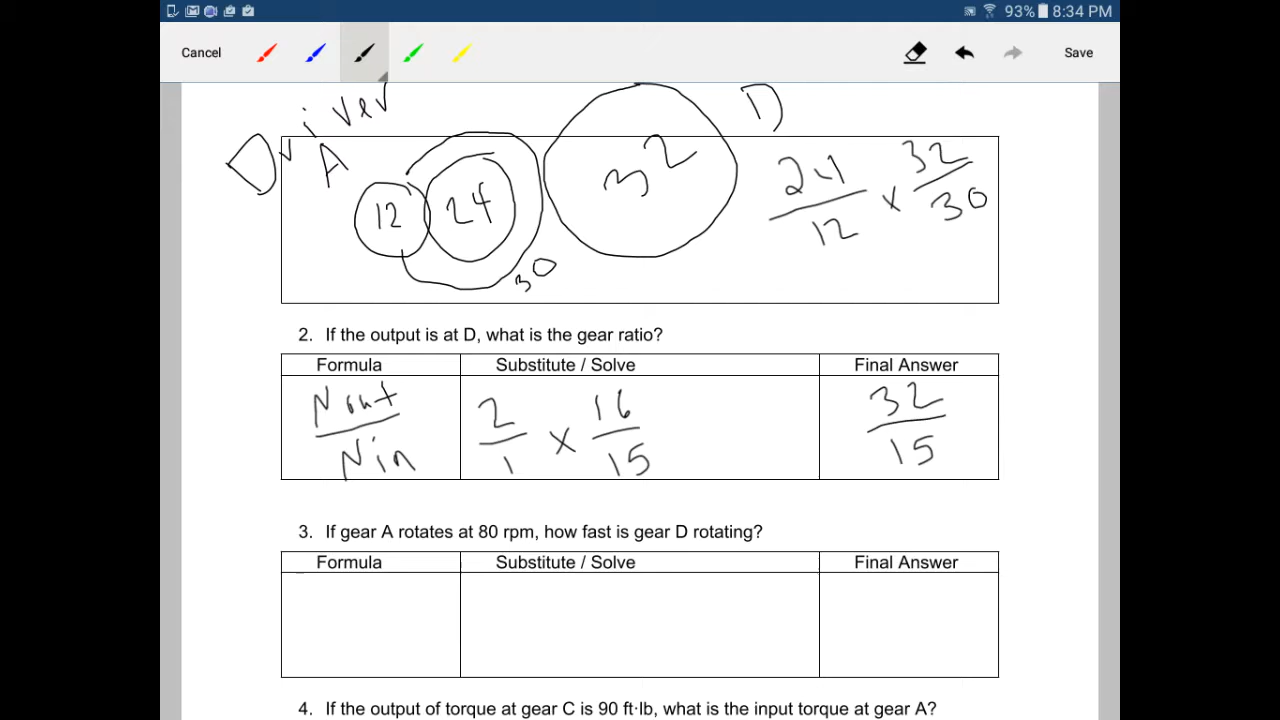 93% 8:34 PM
Cancel Save
Driver
A
D
12 24 32 30
24/12 x 32/30
2. If the output is at D, what is the gear ratio?
Formula Substitute / Solve Final Answer
N out/N in 2/1 x 16/15 32/15
3. If gear A rotates at 80 rpm, how fast is gear D rotating?
Formula Substitute / Solve Final Answer
4. If the output of torque at gear C is 90 ft·lb, what is the input torque at gear A?